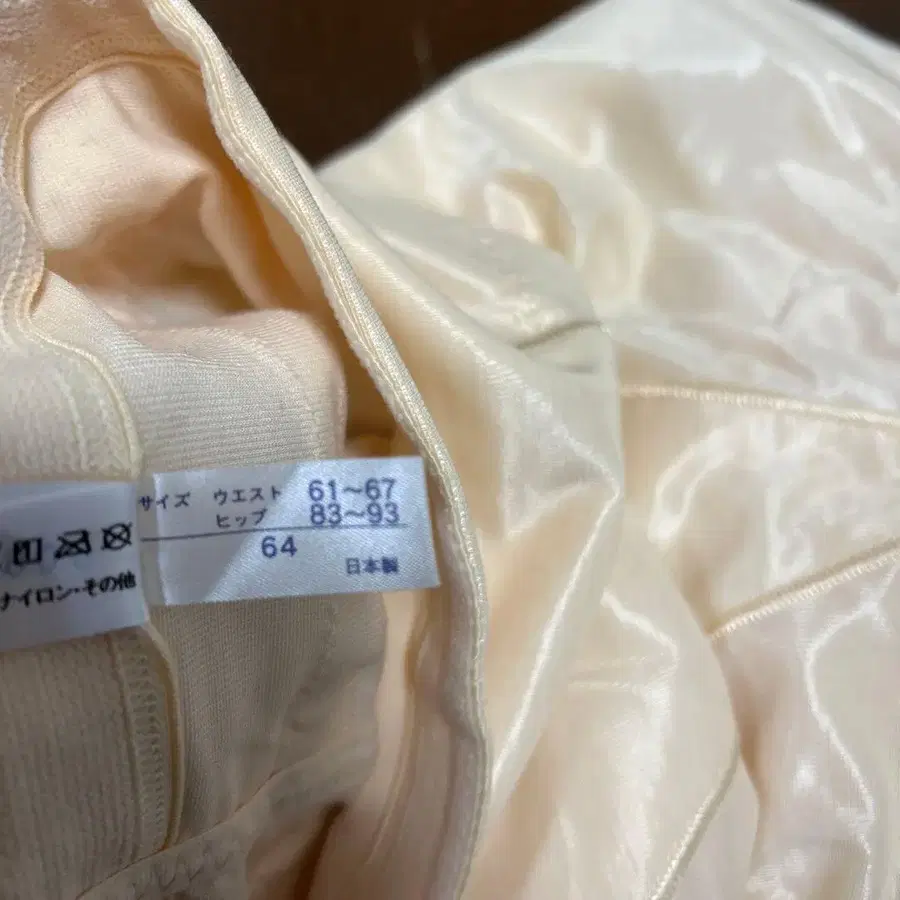 サイズ ウエスト 61~67
ヒップ 83~93
64
日本製
ナイロン・その他